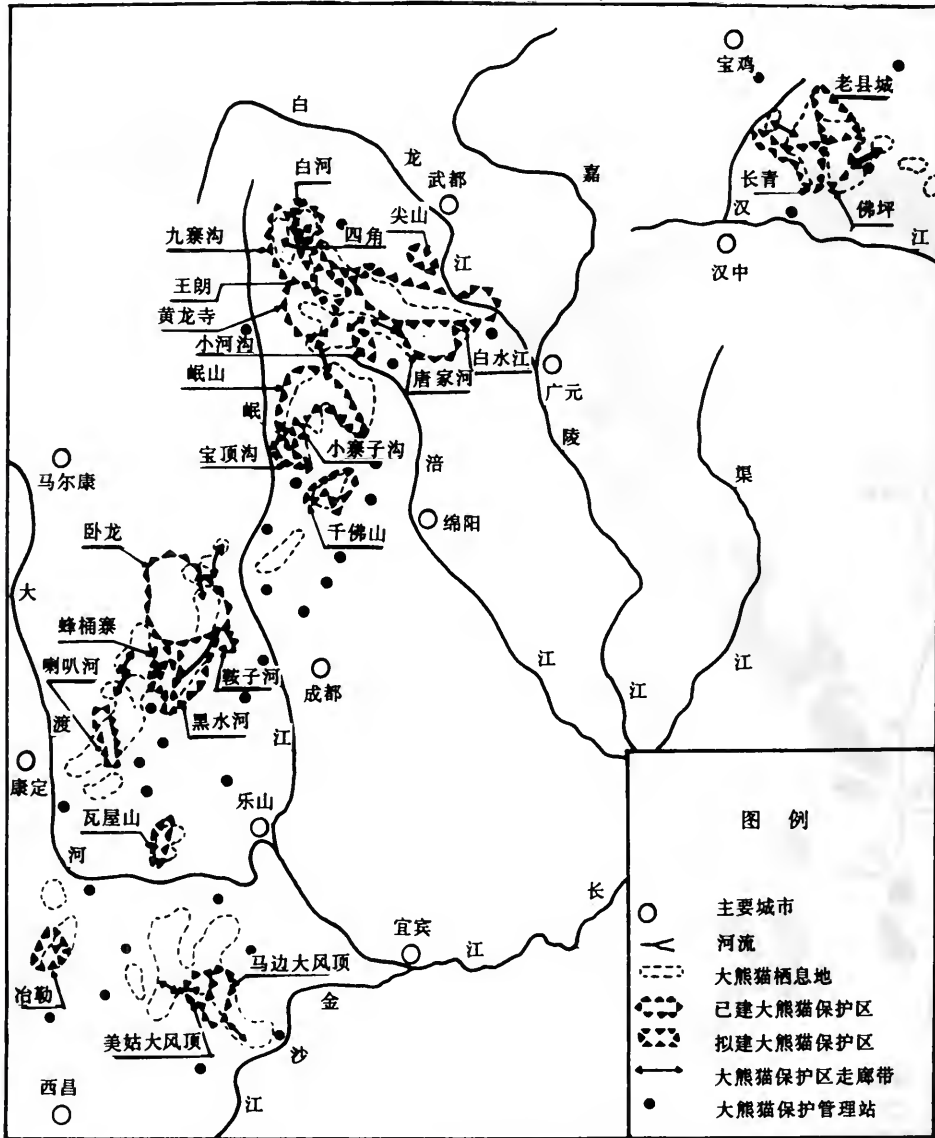 宝鸡
老县城
长青
佛坪
汉江
汉中
白龙江
武都
嘉陵江
白河
尖山
九寨沟
四角
王朗
黄龙寺
小河沟
唐家河
白水江
广元
岷山
岷江
宝顶沟
小寨子沟
涪江
渠江
马尔康
千佛山
绵阳
卧龙
大渡河
蜂桶寨
喇叭河
鞍子河
成都
黑水河
康定
瓦屋山
乐山
宜宾
长江
冶勒
马边大风顶
美姑大风顶
金沙江
西昌
图 例
主要城市
河流
大熊猫栖息地
已建大熊猫保护区
拟建大熊猫保护区
大熊猫保护区走廊带
大熊猫保护管理站